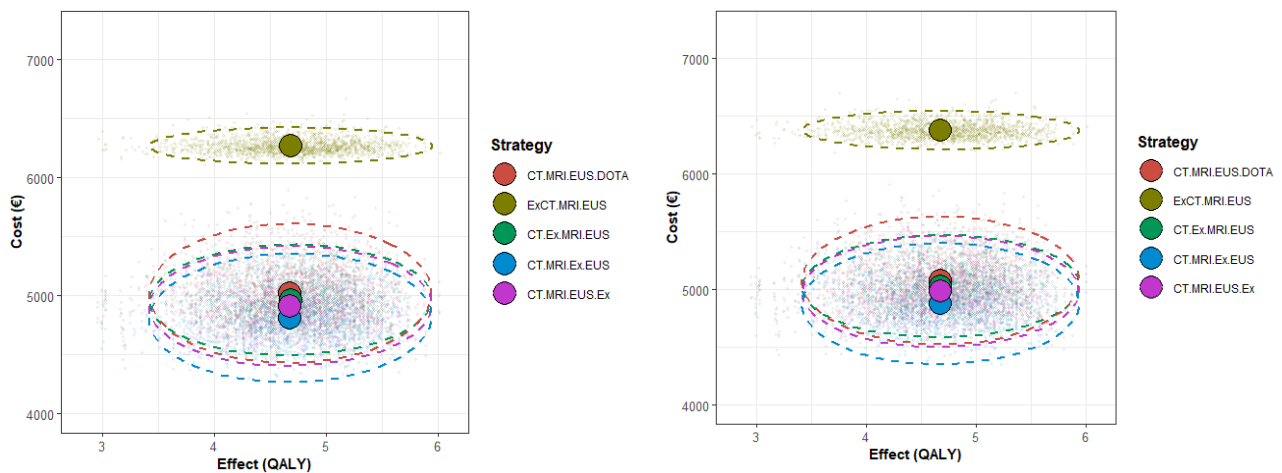 7000
6000
5000
4000
Cost (€)
3
4
5
6
Effect (QALY)
Strategy
CT.MRI.EUS.DOTA
ExCT.MRI.EUS
CT.Ex.MRI.EUS
CT.MRI.Ex.EUS
CT.MRI.EUS.Ex
7000
6000
5000
4000
Cost (€)
3
4
5
6
Effect (QALY)
Strategy
CT.MRI.EUS.DOTA
ExCT.MRI.EUS
CT.Ex.MRI.EUS
CT.MRI.Ex.EUS
CT.MRI.EUS.Ex